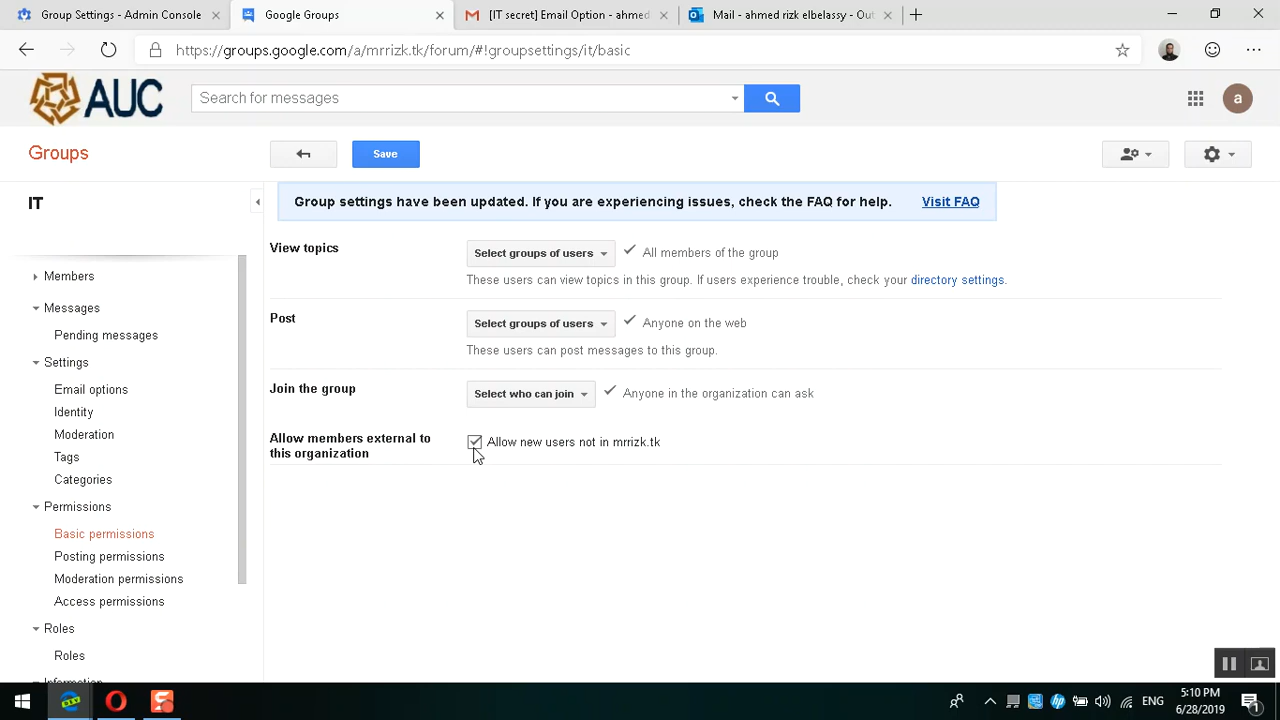 Group Settings - Admin Console
Google Groups
[IT secret] Email Option - ahmed
Mail - ahmed rizk elbelassy - Out
https://groups.google.com/a/mrrizk.tk/forum/#!groupsettings/it/basic
AUC
Search for messages
a
Groups
Save
IT
Group settings have been updated. If you are experiencing issues, check the FAQ for help. Visit FAQ
View topics
Select groups of users
All members of the group
These users can view topics in this group. If users experience trouble, check your directory settings.
Members
Messages
Pending messages
Settings
Email options
Identity
Moderation
Tags
Categories
Permissions
Basic permissions
Posting permissions
Moderation permissions
Access permissions
Roles
Roles
Information
Post
Select groups of users
Anyone on the web
These users can post messages to this group.
Join the group
Select who can join
Anyone in the organization can ask
Allow members external to
this organization
Allow new users not in mrrizk.tk
DEV
hp
ENG
5:10 PM
6/28/2019
1